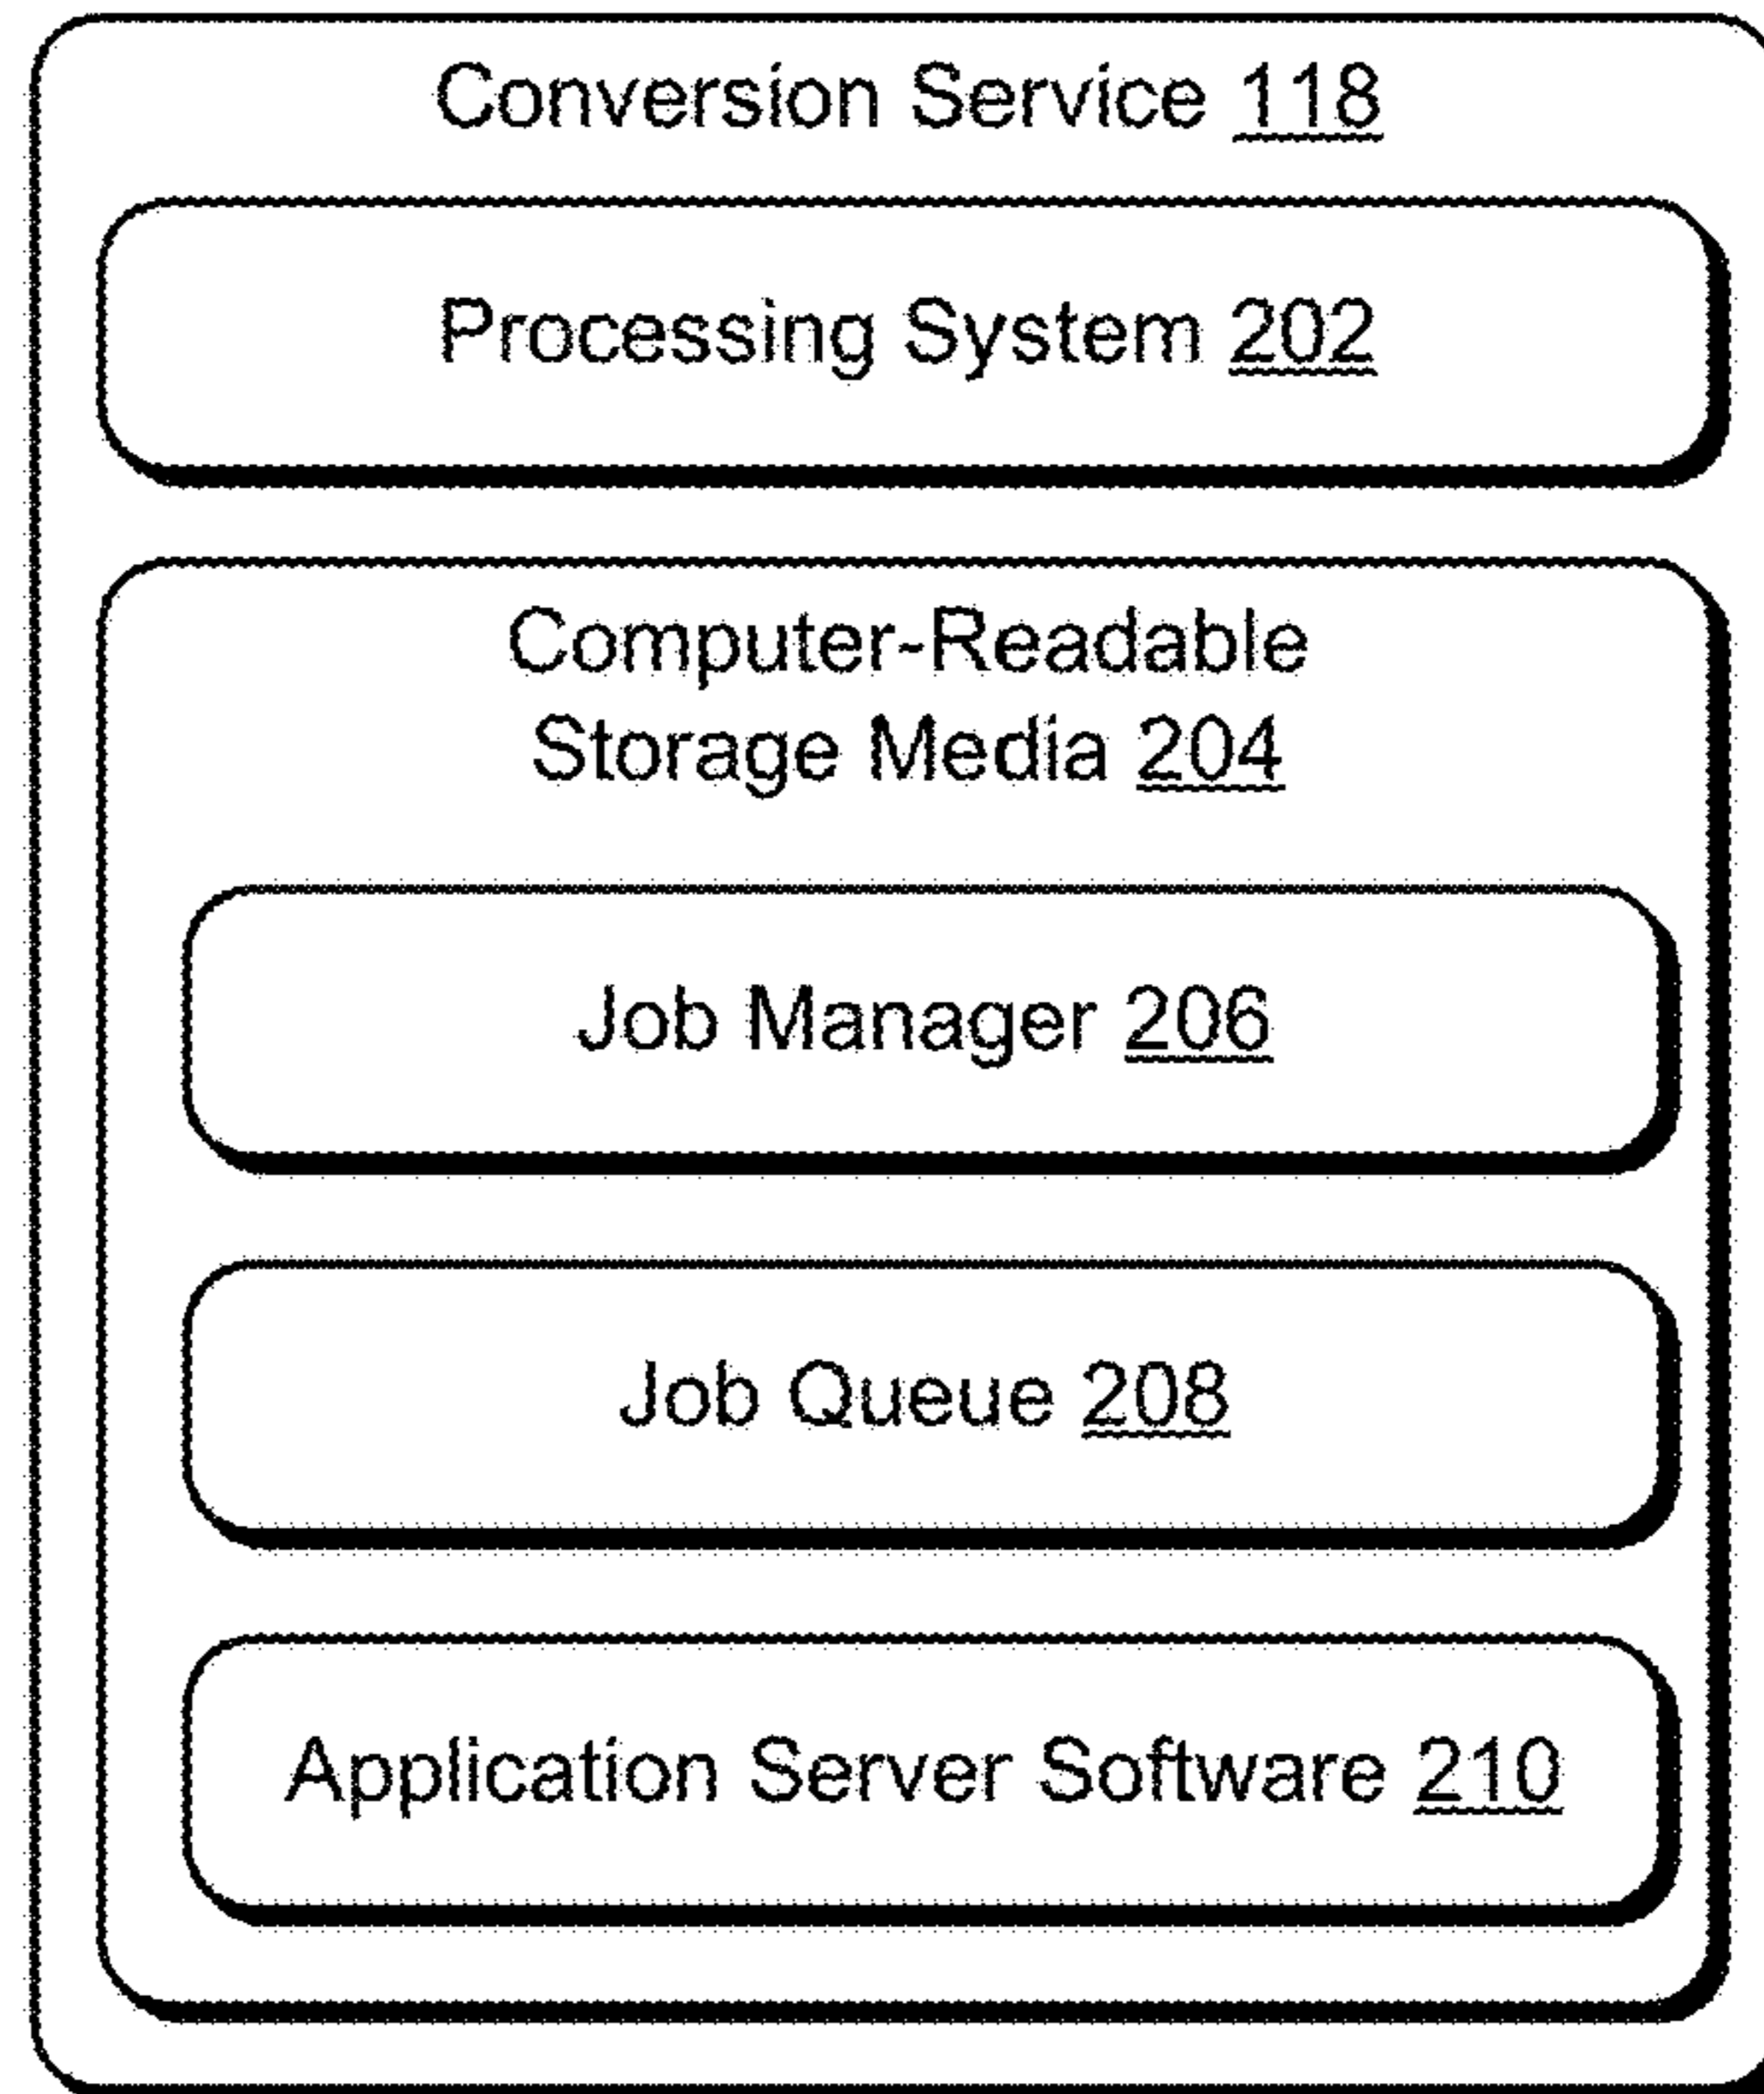 Conversion Service 118
Processing System 202
Computer-Readable
Storage Media 204
Job Manager 206
Job Queue 208
Application Server Software 210